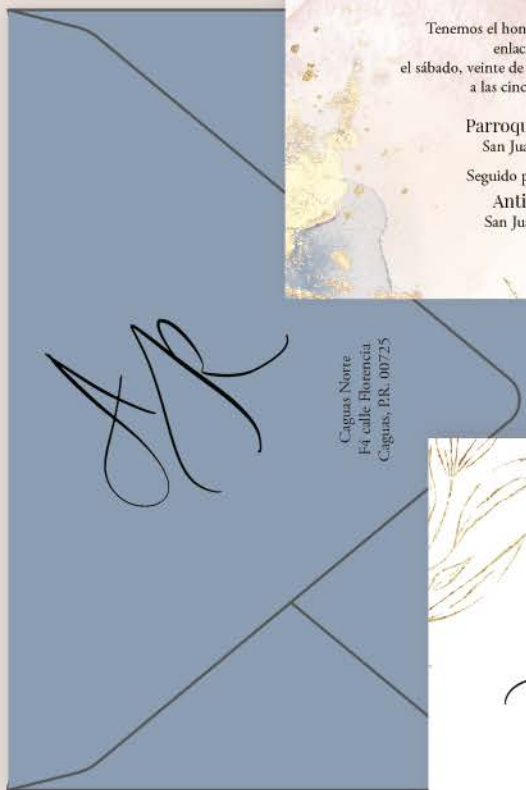 Tenemos el hon
enlac
el sábado, veinte de
a las cinc
Parroqu
San Jua
Seguido p
Anti
San Jua
Caguas Norte
F4 calle Florencia
Caguas, P.R. 00725